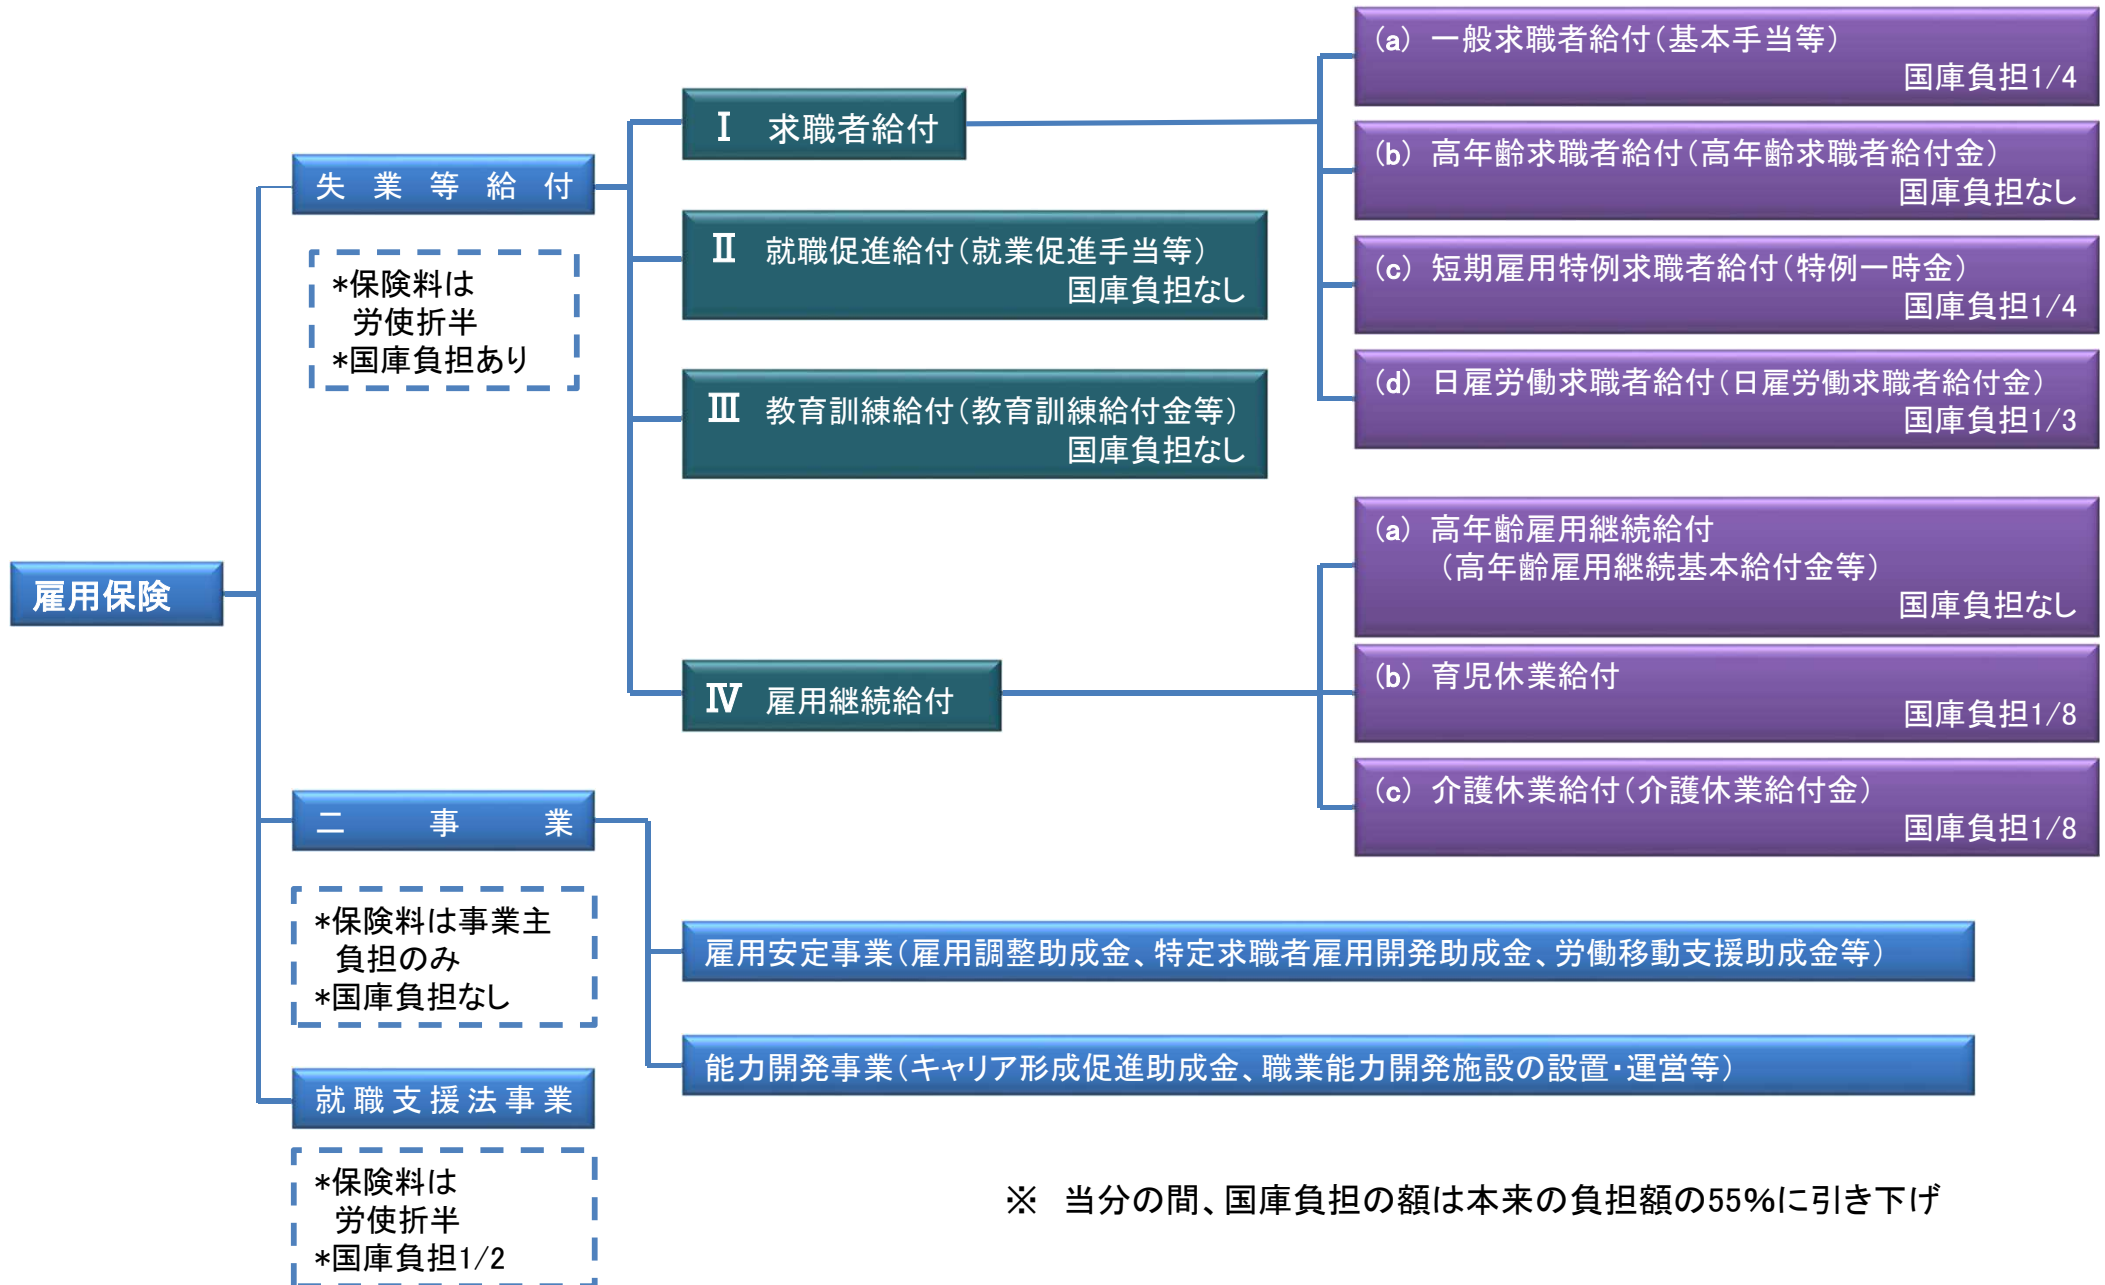 雇用保険
失業等給付
*保険料は
労使折半
*国庫負担あり
Ⅰ 求職者給付
(a) 一般求職者給付(基本手当等)
国庫負担1/4
(b) 高年齢求職者給付(高年齢求職者給付金)
国庫負担なし
(c) 短期雇用特例求職者給付(特例一時金)
国庫負担1/4
(d) 日雇労働求職者給付(日雇労働求職者給付金)
国庫負担1/3
Ⅱ 就職促進給付(就業促進手当等)
国庫負担なし
Ⅲ 教育訓練給付(教育訓練給付金等)
国庫負担なし
Ⅳ 雇用継続給付
(a) 高年齢雇用継続給付
(高年齢雇用継続基本給付金等)
国庫負担なし
(b) 育児休業給付
国庫負担1/8
(c) 介護休業給付(介護休業給付金)
国庫負担1/8
二事業
*保険料は事業主
負担のみ
*国庫負担なし
雇用安定事業(雇用調整助成金、特定求職者雇用開発助成金、労働移動支援助成金等)
能力開発事業(キャリア形成促進助成金、職業能力開発施設の設置・運営等)
就職支援法事業
*保険料は
労使折半
*国庫負担1/2
※ 当分の間、国庫負担の額は本来の負担額の55%に引き下げ